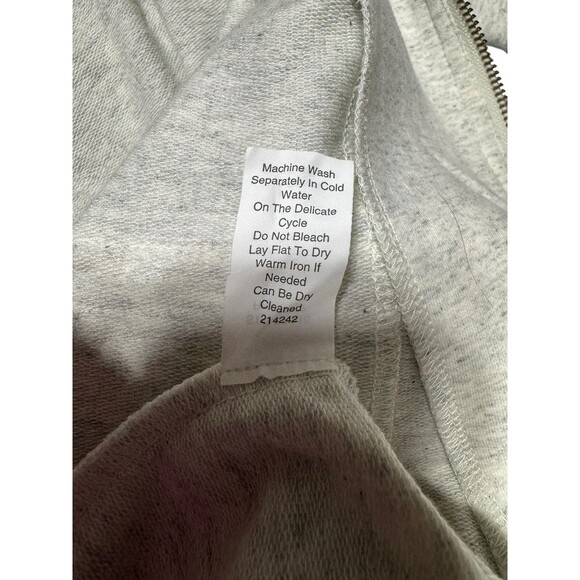 Machine Wash
Separately In Cold
Water
On The Delicate
Cycle
Do Not Bleach
Lay Flat To Dry
Warm Iron If
Needed
Can Be Dry
Cleaned
214242